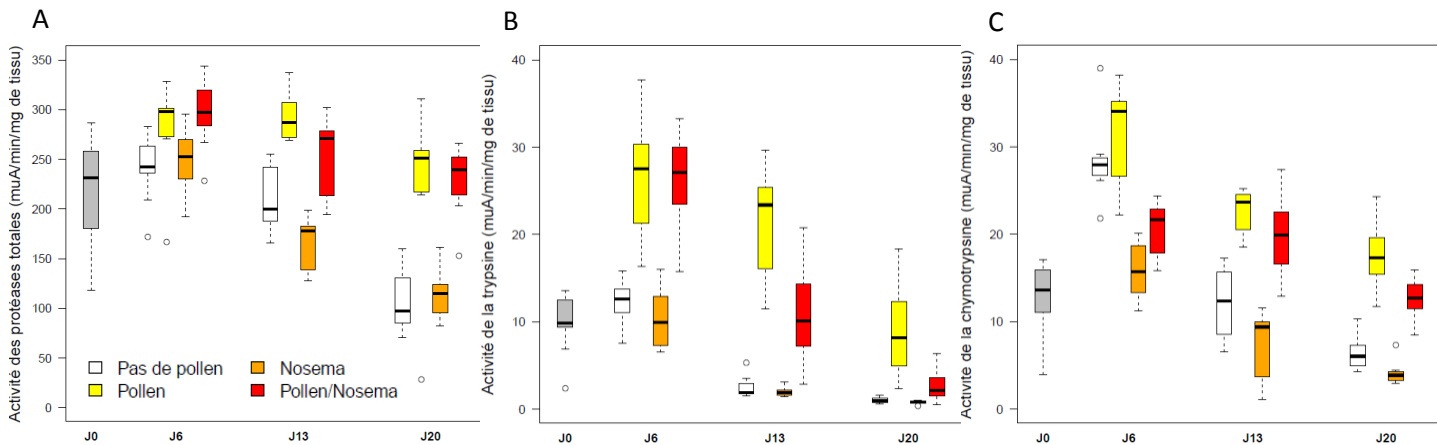 A
Activité des protéases totales (muA/min/mg de tissu)
350
300
250
200
150
100
50
0
Pas de pollen
Pollen
Nosema
Pollen/Nosema
J0
J6
J13
J20
B
Activité de la trypsine (muA/min/mg de tissu)
40
30
20
10
0
J0
J6
J13
J20
C
Activite de la chymotrypsine (muA/min/mg de tissu)
40
30
20
10
0
J0
J6
J13
J20